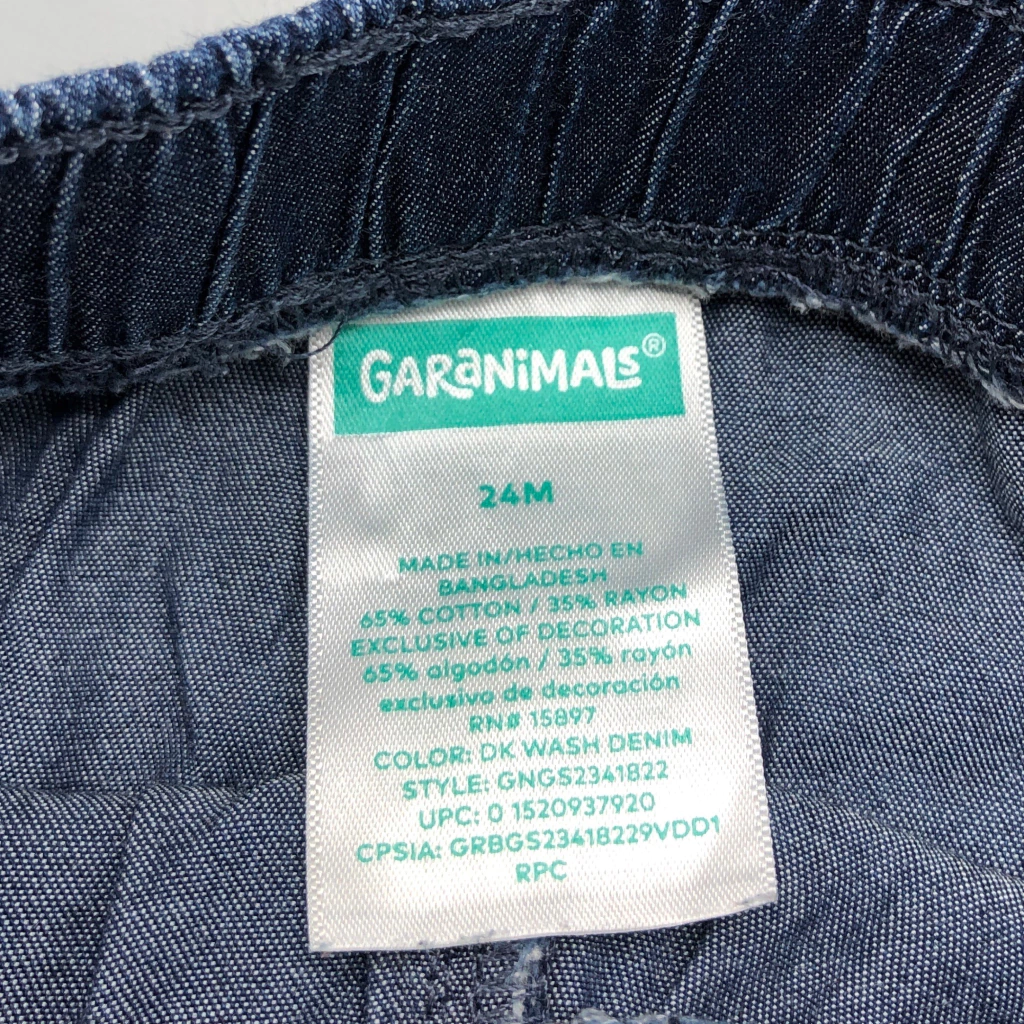 GARaNiMALS®
24M
MADE IN/HECHO EN
BANGLADESH
65% COTTON / 35% RAYON
EXCLUSIVE OF DECORATION
65% algodón / 35% rayón
exclusivo de decoración
RN# 15897
COLOR: DK WASH DENIM
STYLE: GNGS2341822
UPC: 0 1520937920
CPSIA: GRBGS23418229VDD1
RPC